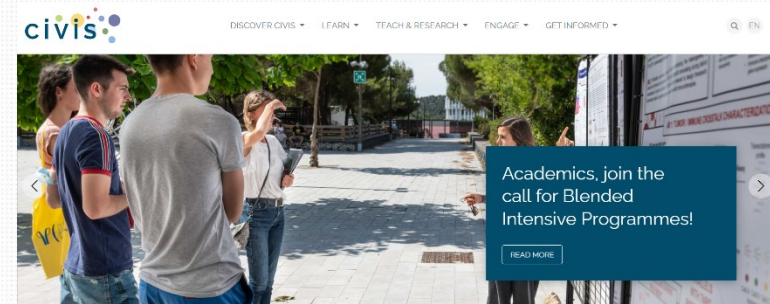 civis
DISCOVER CIVIS LEARN TEACH & RESEARCH ENGAGE GET INFORMED EN
Academics, join the
call for Blended
Intensive Programmes!
READ MORE